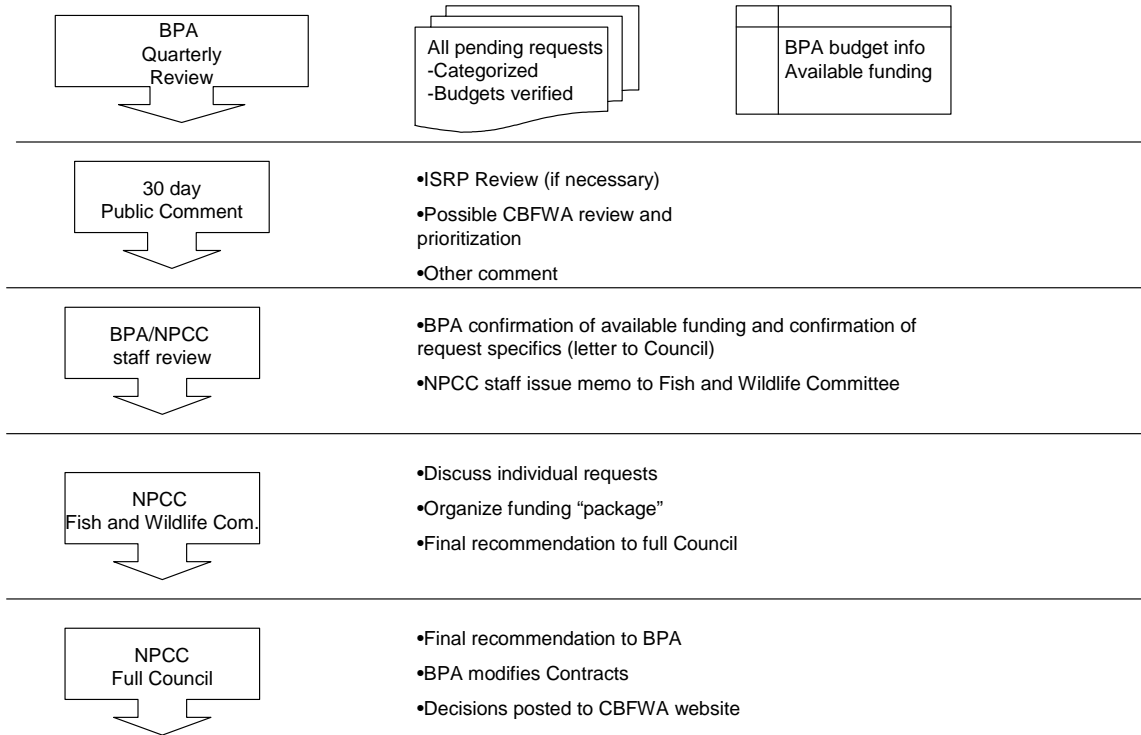 BPA
Quarterly
Review
All pending requests
-Categorized
-Budgets verified
BPA budget info
Available funding
30 day
Public Comment
•ISRP Review (if necessary)
•Possible CBFWA review and
prioritization
•Other comment
BPA/NPCC
staff review
•BPA confirmation of available funding and confirmation of
request specifics (letter to Council)
•NPCC staff issue memo to Fish and Wildlife Committee
NPCC
Fish and Wildlife Com.
•Discuss individual requests
•Organize funding “package”
•Final recommendation to full Council
NPCC
Full Council
•Final recommendation to BPA
•BPA modifies Contracts
•Decisions posted to CBFWA website